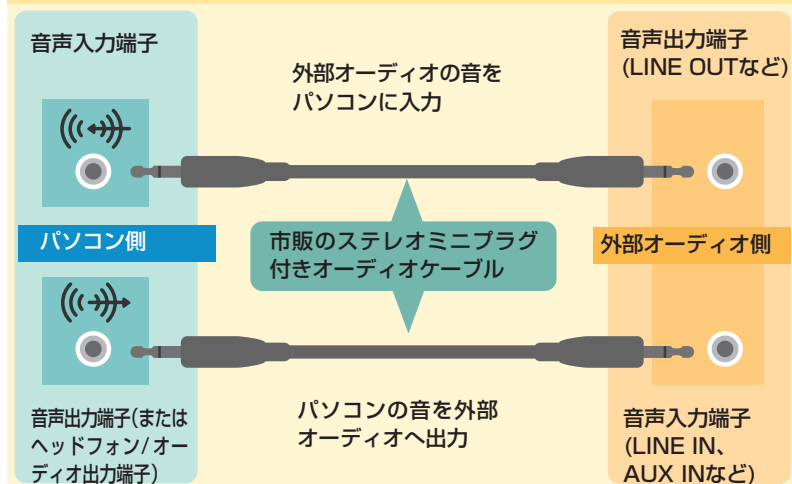 音声入力端子
外部オーディオの音を
パソコンに入力
音声出力端子
(LINE OUTなど)
パソコン側
市販のステレオミニプラグ
付きオーディオケーブル
外部オーディオ側
音声出力端子(または
ヘッドフォン/オー
ディオ出力端子)
パソコンの音を外部
オーディオへ出力
音声入力端子
(LINE IN、
AUX INなど)